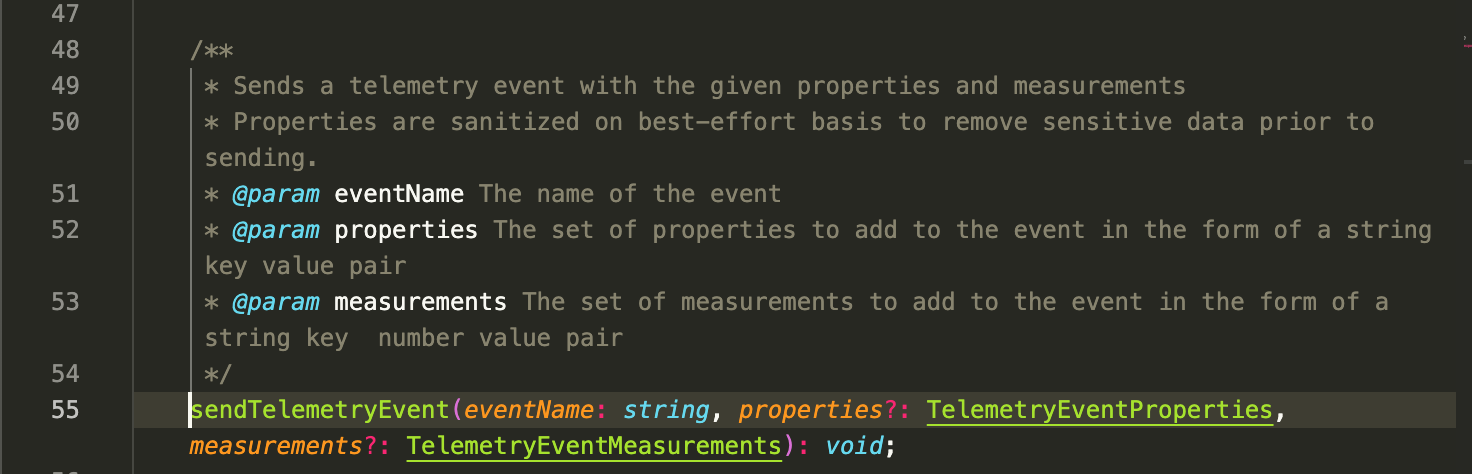 47
48 /**
49 * Sends a telemetry event with the given properties and measurements
50 * Properties are sanitized on best-effort basis to remove sensitive data prior to
sending.
51 * @param eventName The name of the event
52 * @param properties The set of properties to add to the event in the form of a string
key value pair
53 * @param measurements The set of measurements to add to the event in the form of a
string key  number value pair
54 */
55 sendTelemetryEvent(eventName: string, properties?: TelemetryEventProperties,
measurements?: TelemetryEventMeasurements): void;